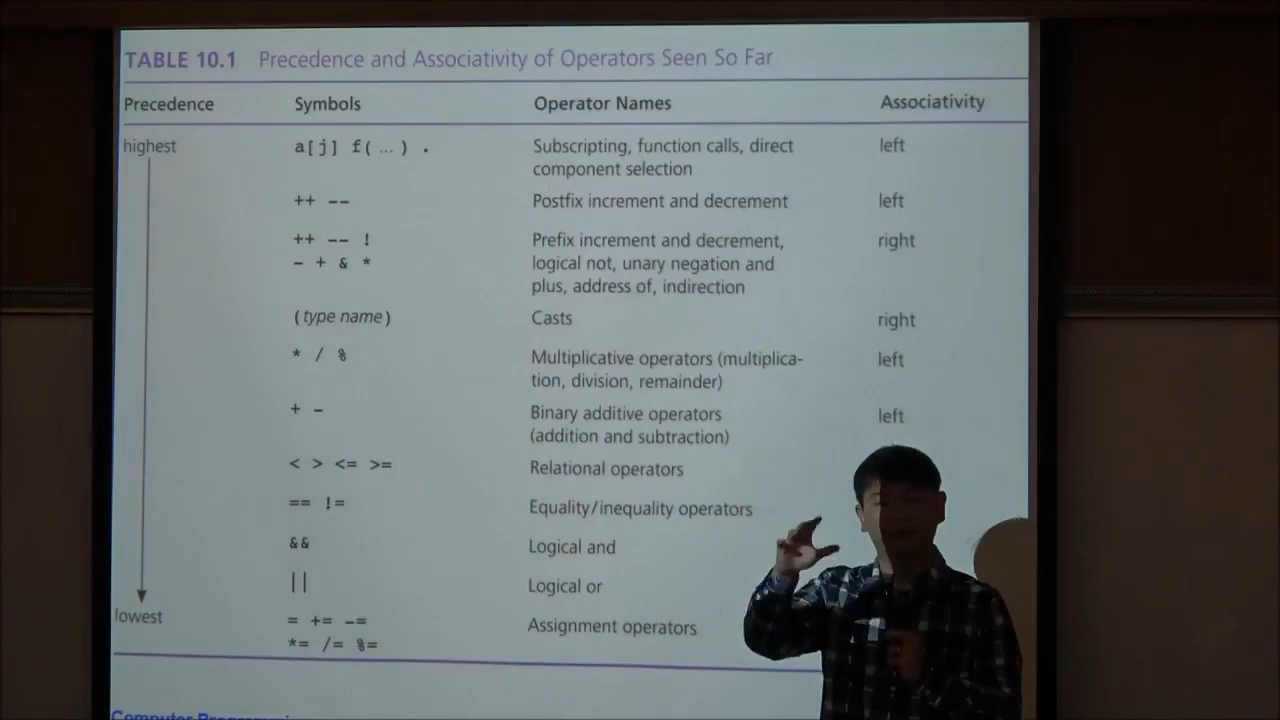 TABLE 10.1 Precedence and Associativity of Operators Seen So Far
Precedence Symbols Operator Names Associativity
highest a[j] f( ... ) . Subscripting, function calls, direct left
component selection
++ -- Postfix increment and decrement left
++ -- ! Prefix increment and decrement, right
- + & * logical not, unary negation and
plus, address of, indirection
(type name) Casts right
* / % Multiplicative operators (multiplica- left
tion, division, remainder)
+ - Binary additive operators left
(addition and subtraction)
< > <= >= Relational operators
== != Equality/inequality operators
&& Logical and
|| Logical or
lowest
= += -= Assignment operators
*= /= %=
Computer